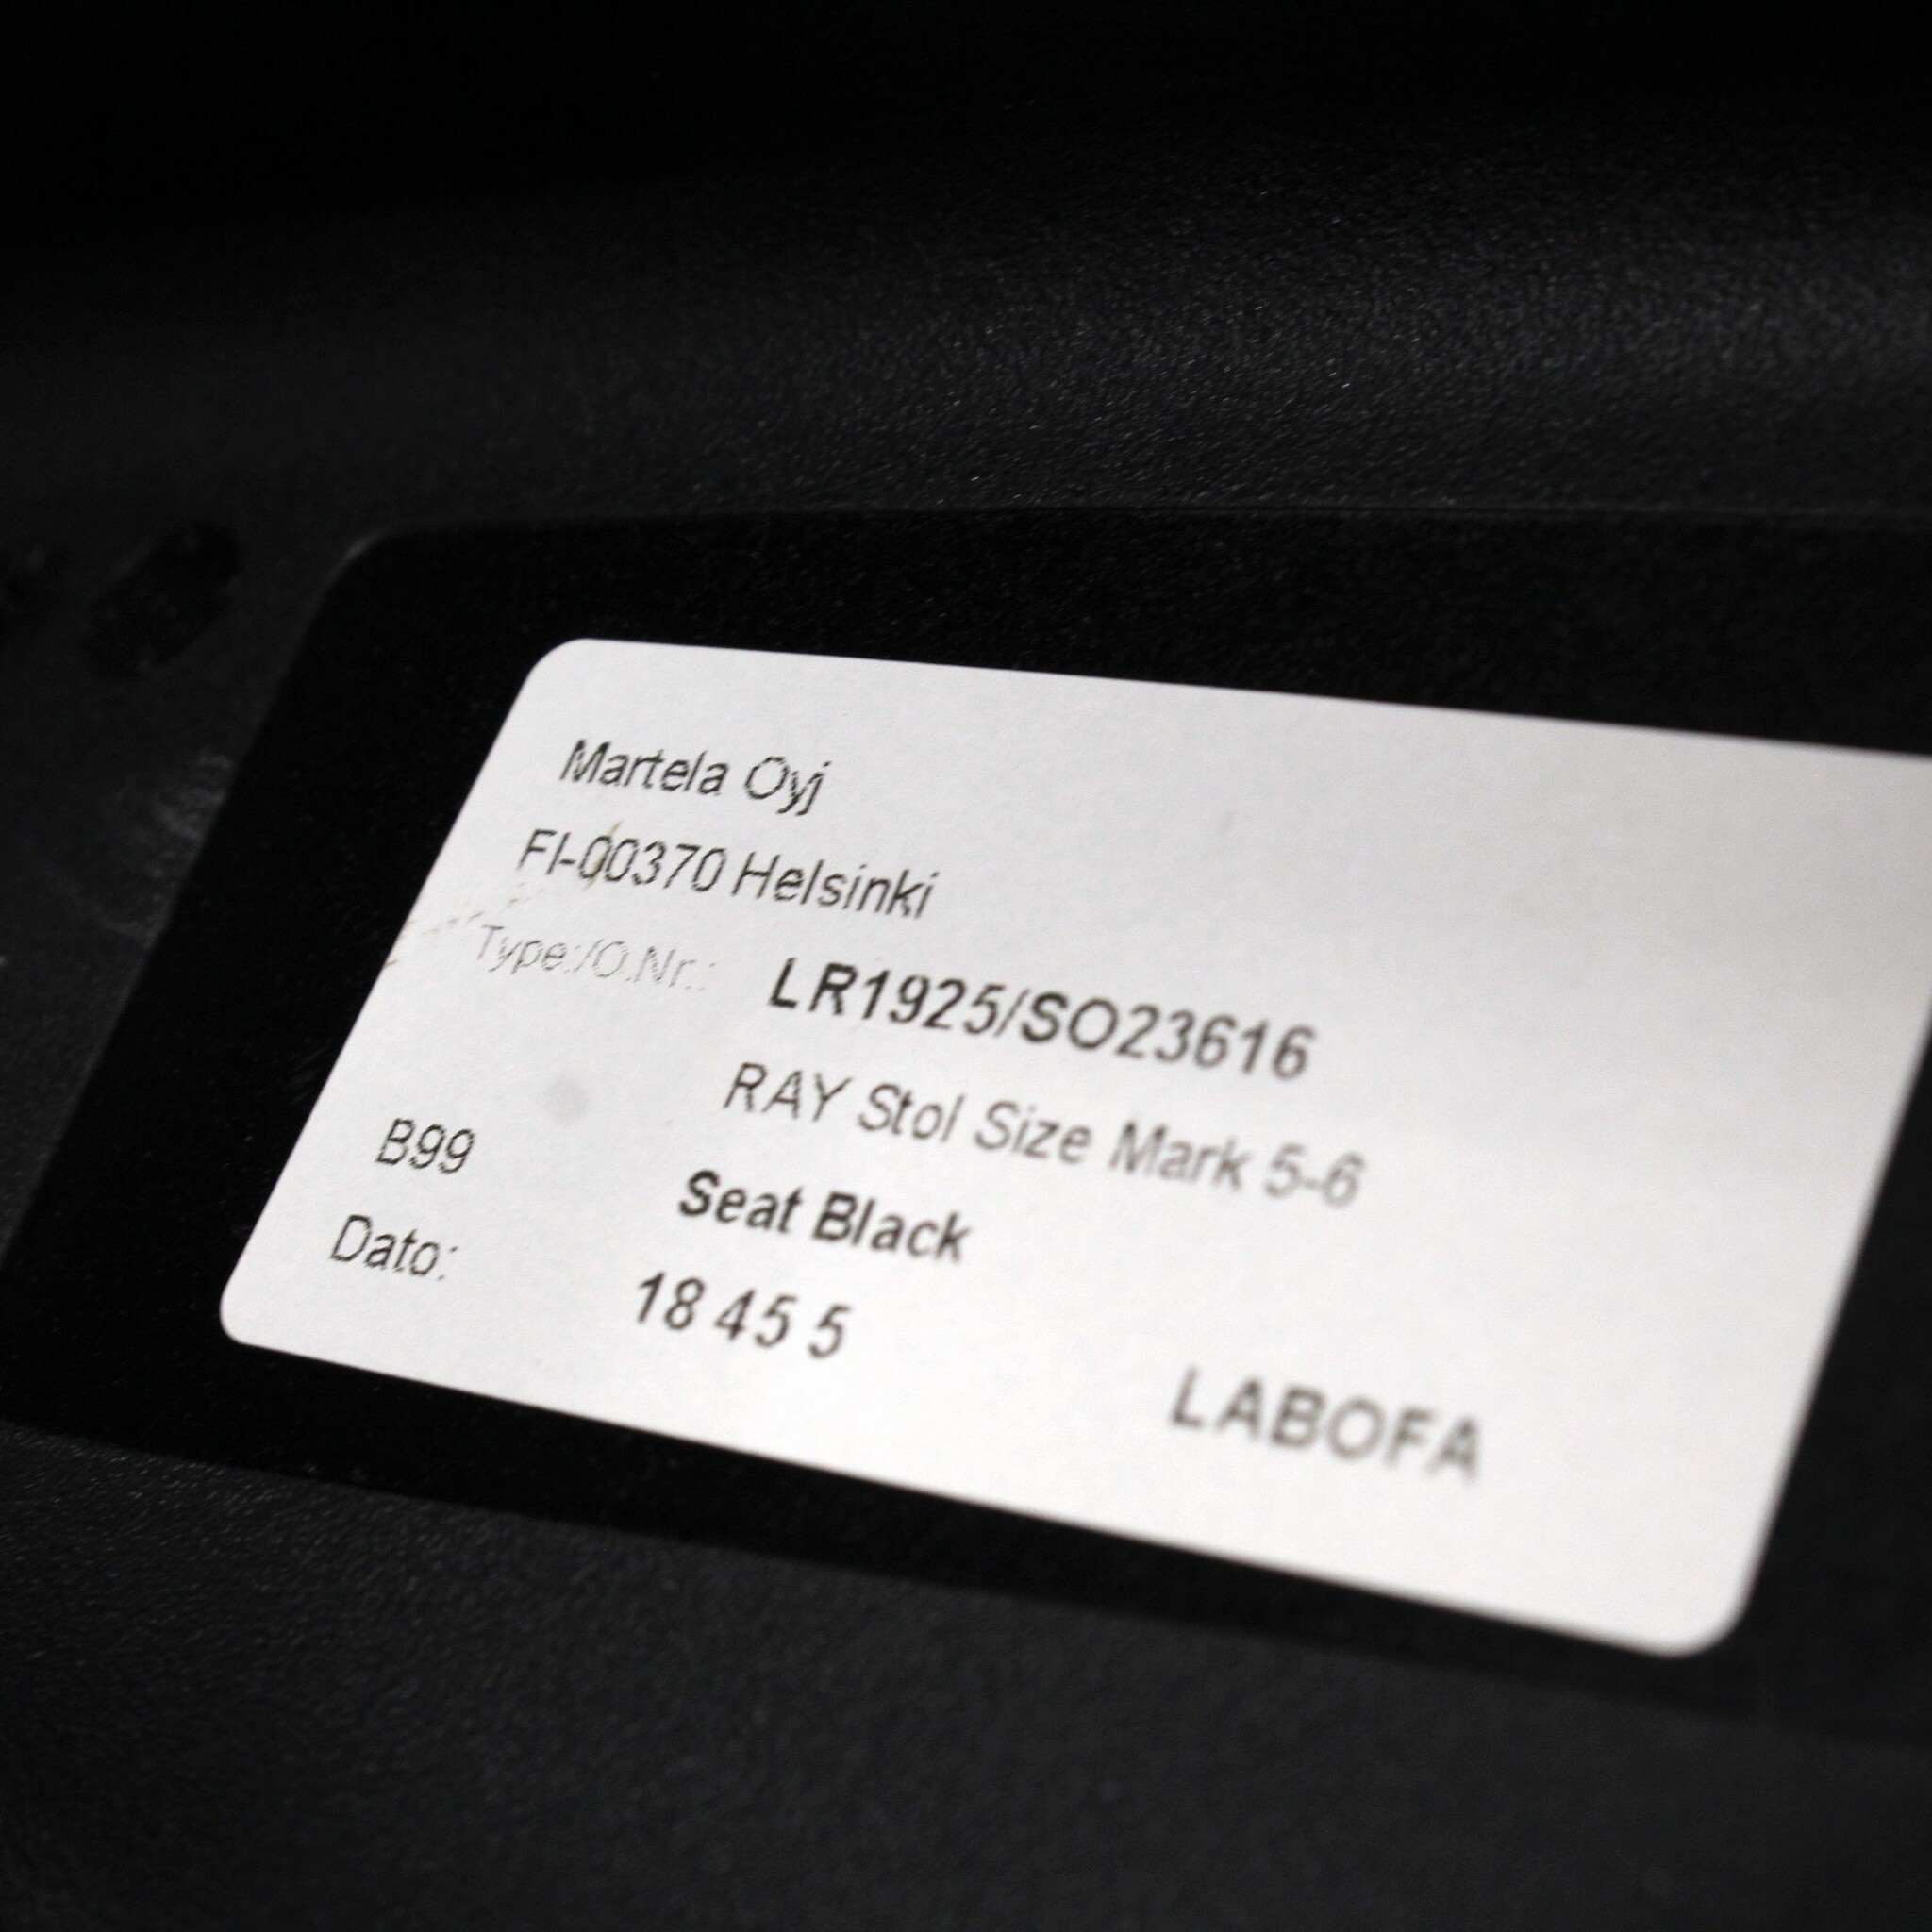 Martela Oyj
FI-00370 Helsinki
Type:/O.Nr.: LR1925/SO23616
RAY Stol Size Mark 5-6
B99 Seat Black
Dato: 18 45 5
LABOFA